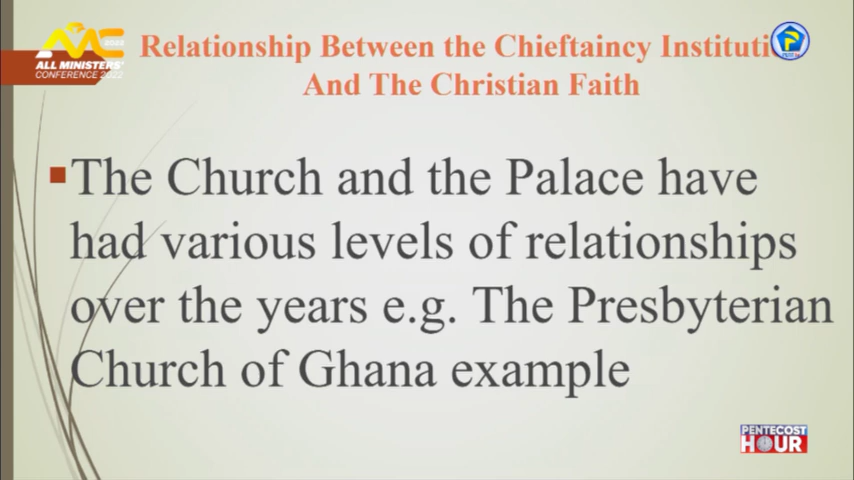 AMC
2022
ALL MINISTERS'
CONFERENCE 2022
Relationship Between the Chieftaincy Instituti
And The Christian Faith
▪The Church and the Palace have
had various levels of relationships
over the years e.g. The Presbyterian
Church of Ghana example
PENTECOST
HOUR